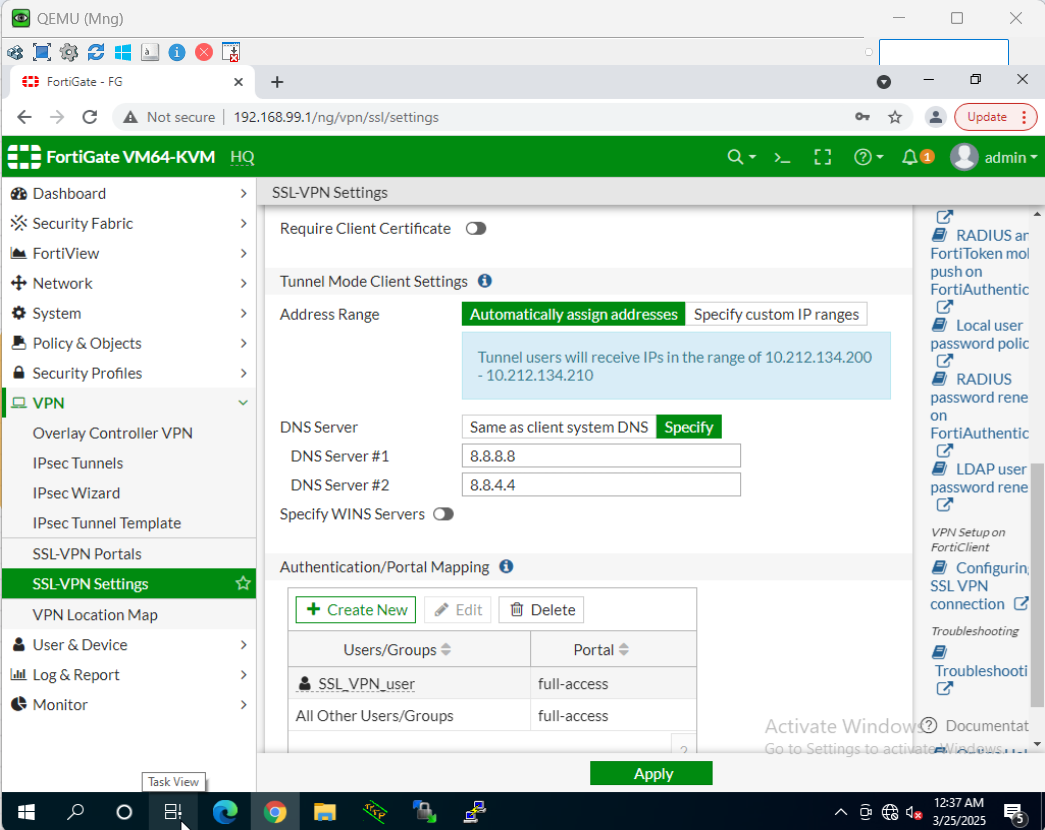 QEMU (Mng)
FortiGate - FG
Not secure
192.168.99.1/ng/vpn/ssl/settings
Update
FortiGate VM64-KVM
HQ
1
admin
Dashboard
Security Fabric
FortiView
Network
System
Policy & Objects
Security Profiles
VPN
Overlay Controller VPN
IPsec Tunnels
IPsec Wizard
IPsec Tunnel Template
SSL-VPN Portals
SSL-VPN Settings
VPN Location Map
User & Device
Log & Report
Monitor
SSL-VPN Settings
Require Client Certificate
Tunnel Mode Client Settings
Address Range
Automatically assign addresses
Specify custom IP ranges
Tunnel users will receive IPs in the range of 10.212.134.200
- 10.212.134.210
DNS Server
Same as client system DNS
Specify
DNS Server #1
8.8.8.8
DNS Server #2
8.8.4.4
Specify WINS Servers
Authentication/Portal Mapping
Create New
Edit
Delete
Users/Groups
Portal
SSL_VPN_user
full-access
All Other Users/Groups
full-access
2
Apply
RADIUS an
FortiToken mol
push on
FortiAuthentic
Local user
password polic
RADIUS
password rene
on
FortiAuthentic
LDAP user
password rene
VPN Setup on
FortiClient
Configurin
SSL VPN
connection
Troubleshooting
Troubleshooti
Documentat
Activate Windows
Go to Settings to activate Windows.
Task View
12:37 AM
3/25/2025
5